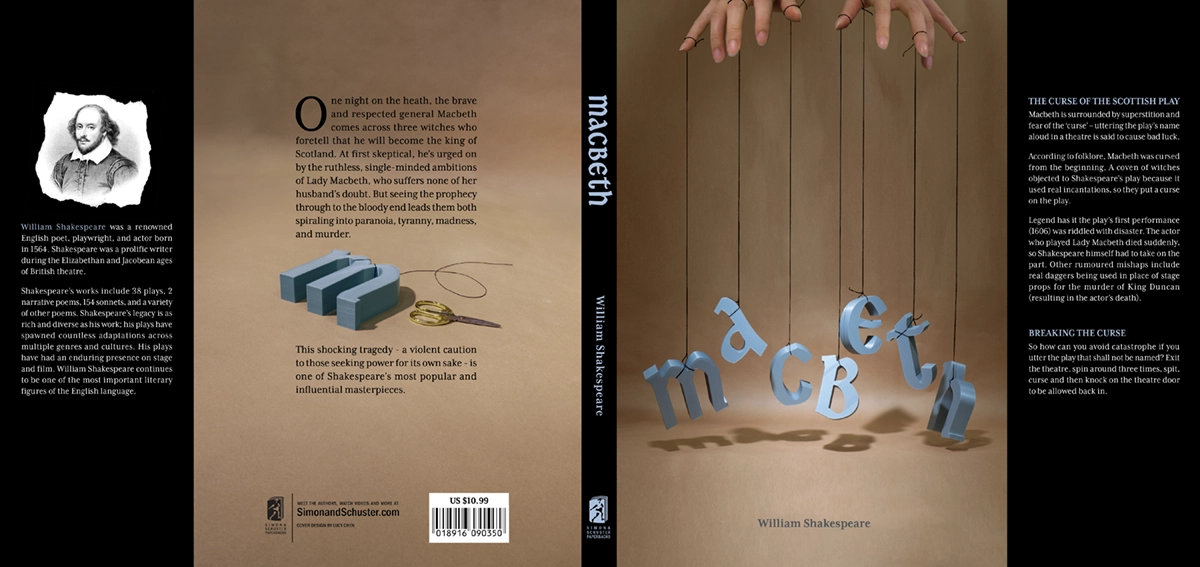 William Shakespeare was a renowned
English poet, playwright, and actor born
in 1564. Shakespeare was a prolific writer
during the Elizabethan and Jacobean ages
of British theatre.
Shakespeare's works include 38 plays, 2
narrative poems, 154 sonnets, and a variety
of other poems. Shakespeare's legacy is as
rich and diverse as his work; his plays have
spawned countless adaptations across
multiple genres and cultures. His plays
have had an enduring presence on stage
and film. William Shakespeare continues
to be one of the most important literary
figures of the English language.
One night on the heath, the brave
and respected general Macbeth
comes across three witches who
foretell that he will become the king of
Scotland. At first skeptical, he's urged on
by the ruthless, single-minded ambitions
of Lady Macbeth, who suffers none of her
husband's doubt. But seeing the prophecy
through to the bloody end leads them both
spiraling into paranoia, tyranny, madness,
and murder.
m
This shocking tragedy - a violent caution
to those seeking power for its own sake - is
one of Shakespeare's most popular and
influential masterpieces.
SIMON &
SCHUSTER
PAPERBACKS
MEET THE AUTHORS, WATCH VIDEOS AND MORE AT
SimonandSchuster.com
US $10.99
018916 090350
macBeth
William Shakespeare
SIMON &
SCHUSTER
PAPERBACKS
macBeth
William Shakespeare
THE CURSE OF THE SCOTTISH PLAY
Macbeth is surrounded by superstition and
fear of the 'curse' - uttering the play's name
aloud in a theatre is said to cause bad luck.
According to folklore, Macbeth was cursed
from the beginning. A coven of witches
objected to Shakespeare's play because it
used real incantations, so they put a curse
on the play.
Legend has it the play's first performance
(1606) was riddled with disaster. The actor
who played Lady Macbeth died suddenly,
so Shakespeare himself had to take on the
part. Other rumoured mishaps include
real daggers being used in place of stage
props for the murder of King Duncan
(resulting in the actor's death).
BREAKING THE CURSE
So how can you avoid catastrophe if you
utter the play that shall not be named? Exit
the theatre, spin around three times, spit,
curse and then knock on the theatre door
to be allowed back in.